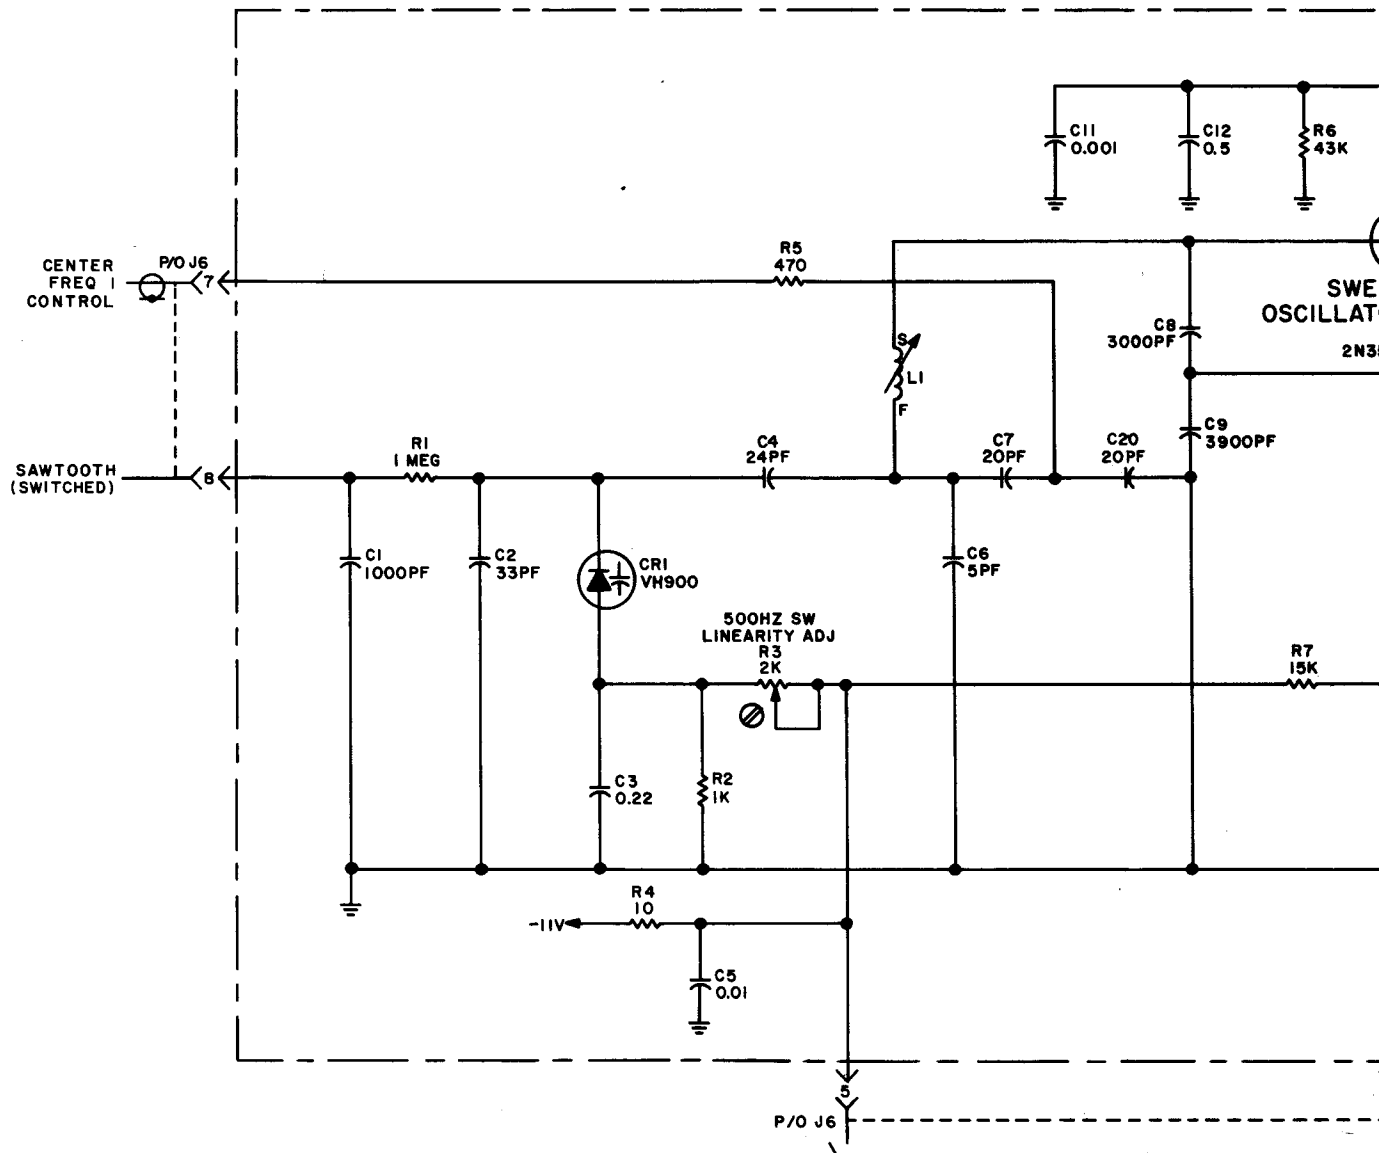 C11
0.001
C12
0.5
R6
43K
R5
470
CENTER
FREQ 1
CONTROL
P/O J6
7
SWE
OSCILLAT
C8
3000PF
2N3
S
L1
F
C9
3900PF
SAWTOOTH
(SWITCHED)
8
R1
1 MEG
C4
24PF
C7
20PF
C20
20PF
C1
1000PF
C2
33PF
CR1
VH900
C6
5PF
500HZ SW
LINEARITY ADJ
R3
2K
R7
15K
C3
0.22
R2
1K
R4
10
-11V
C5
0.01
5
P/O J6